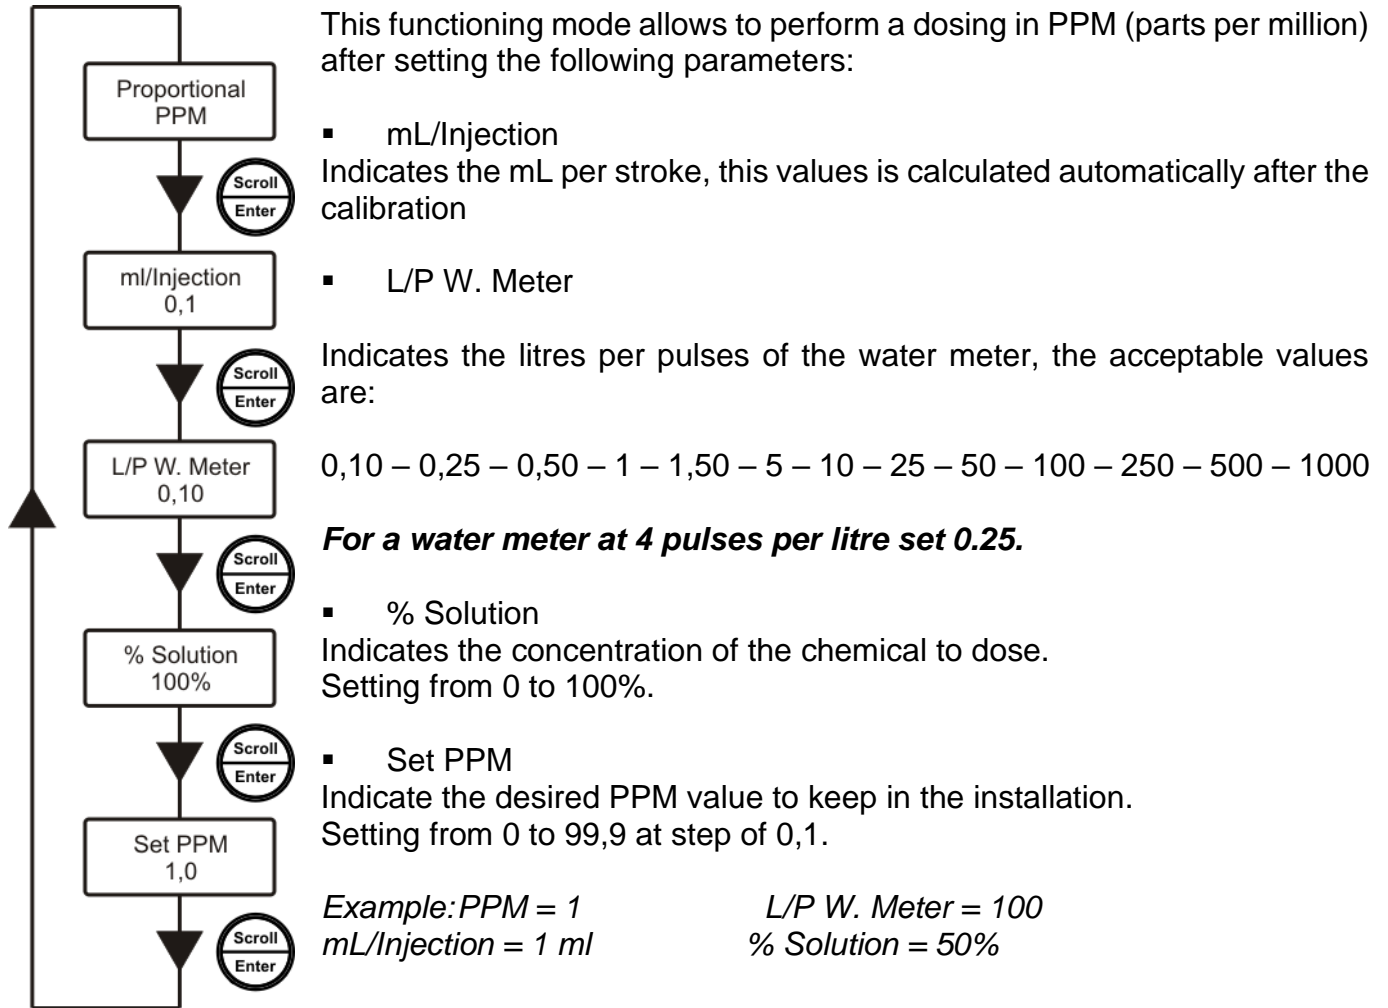 This functioning mode allows to perform a dosing in PPM (parts per million)
after setting the following parameters:
Proportional
PPM
Scroll
Enter
▪ mL/Injection
Indicates the mL per stroke, this values is calculated automatically after the
calibration
ml/Injection
0,1
Scroll
Enter
▪ L/P W. Meter
Indicates the litres per pulses of the water meter, the acceptable values
are:
L/P W. Meter
0,10
Scroll
Enter
0,10 – 0,25 – 0,50 – 1 – 1,50 – 5 – 10 – 25 – 50 – 100 – 250 – 500 – 1000
For a water meter at 4 pulses per litre set 0.25.
% Solution
100%
Scroll
Enter
▪ % Solution
Indicates the concentration of the chemical to dose.
Setting from 0 to 100%.
Set PPM
1,0
Scroll
Enter
▪ Set PPM
Indicate the desired PPM value to keep in the installation.
Setting from 0 to 99,9 at step of 0,1.
Example: PPM = 1 L/P W. Meter = 100
mL/Injection = 1 ml % Solution = 50%